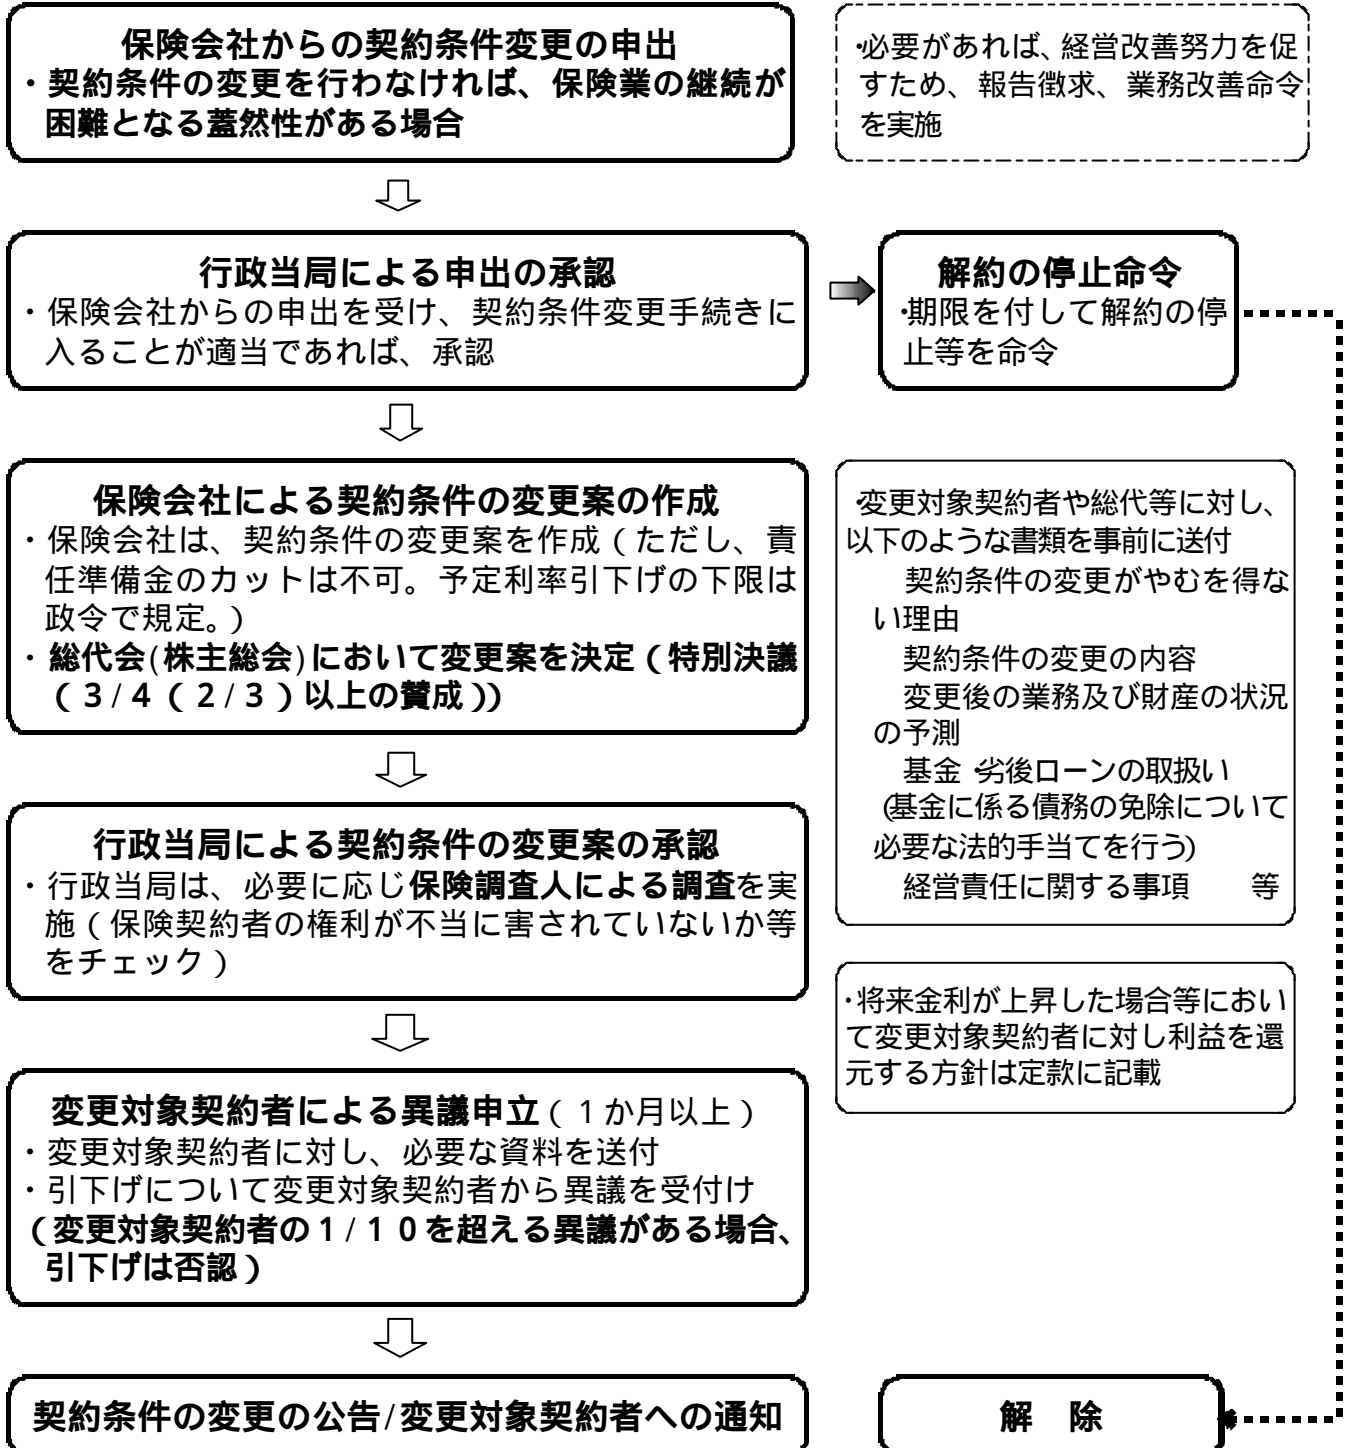 保険会社からの契約条件変更の申出
・契約条件の変更を行わなければ、保険業の継続が
困難となる蓋然性がある場合
・必要があれば、経営改善努力を促
すため、報告徴求、業務改善命令
を実施
行政当局による申出の承認
・保険会社からの申出を受け、契約条件変更手続きに
入ることが適当であれば、承認
解約の停止命令
・期限を付して解約の停
止等を命令
保険会社による契約条件の変更案の作成
・保険会社は、契約条件の変更案を作成(ただし、責
任準備金のカットは不可。予定利率引下げの下限は
政令で規定。)
・総代会(株主総会)において変更案を決定(特別決議
(3/4(2/3)以上の賛成))
・変更対象契約者や総代等に対し、
以下のような書類を事前に送付
契約条件の変更がやむを得な
い理由
契約条件の変更の内容
変更後の業務及び財産の状況
の予測
基金・劣後ローンの取扱い
(基金に係る債務の免除について
必要な法的手当てを行う)
経営責任に関する事項 等
行政当局による契約条件の変更案の承認
・行政当局は、必要に応じ保険調査人による調査を実
施(保険契約者の権利が不当に害されていないか等
をチェック)
・将来金利が上昇した場合等におい
て変更対象契約者に対し利益を還
元する方針は定款に記載
変更対象契約者による異議申立(1か月以上)
・変更対象契約者に対し、必要な資料を送付
・引下げについて変更対象契約者から異議を受付け
(変更対象契約者の1/10を超える異議がある場合、
引下げは否認)
契約条件の変更の公告/変更対象契約者への通知
解 除